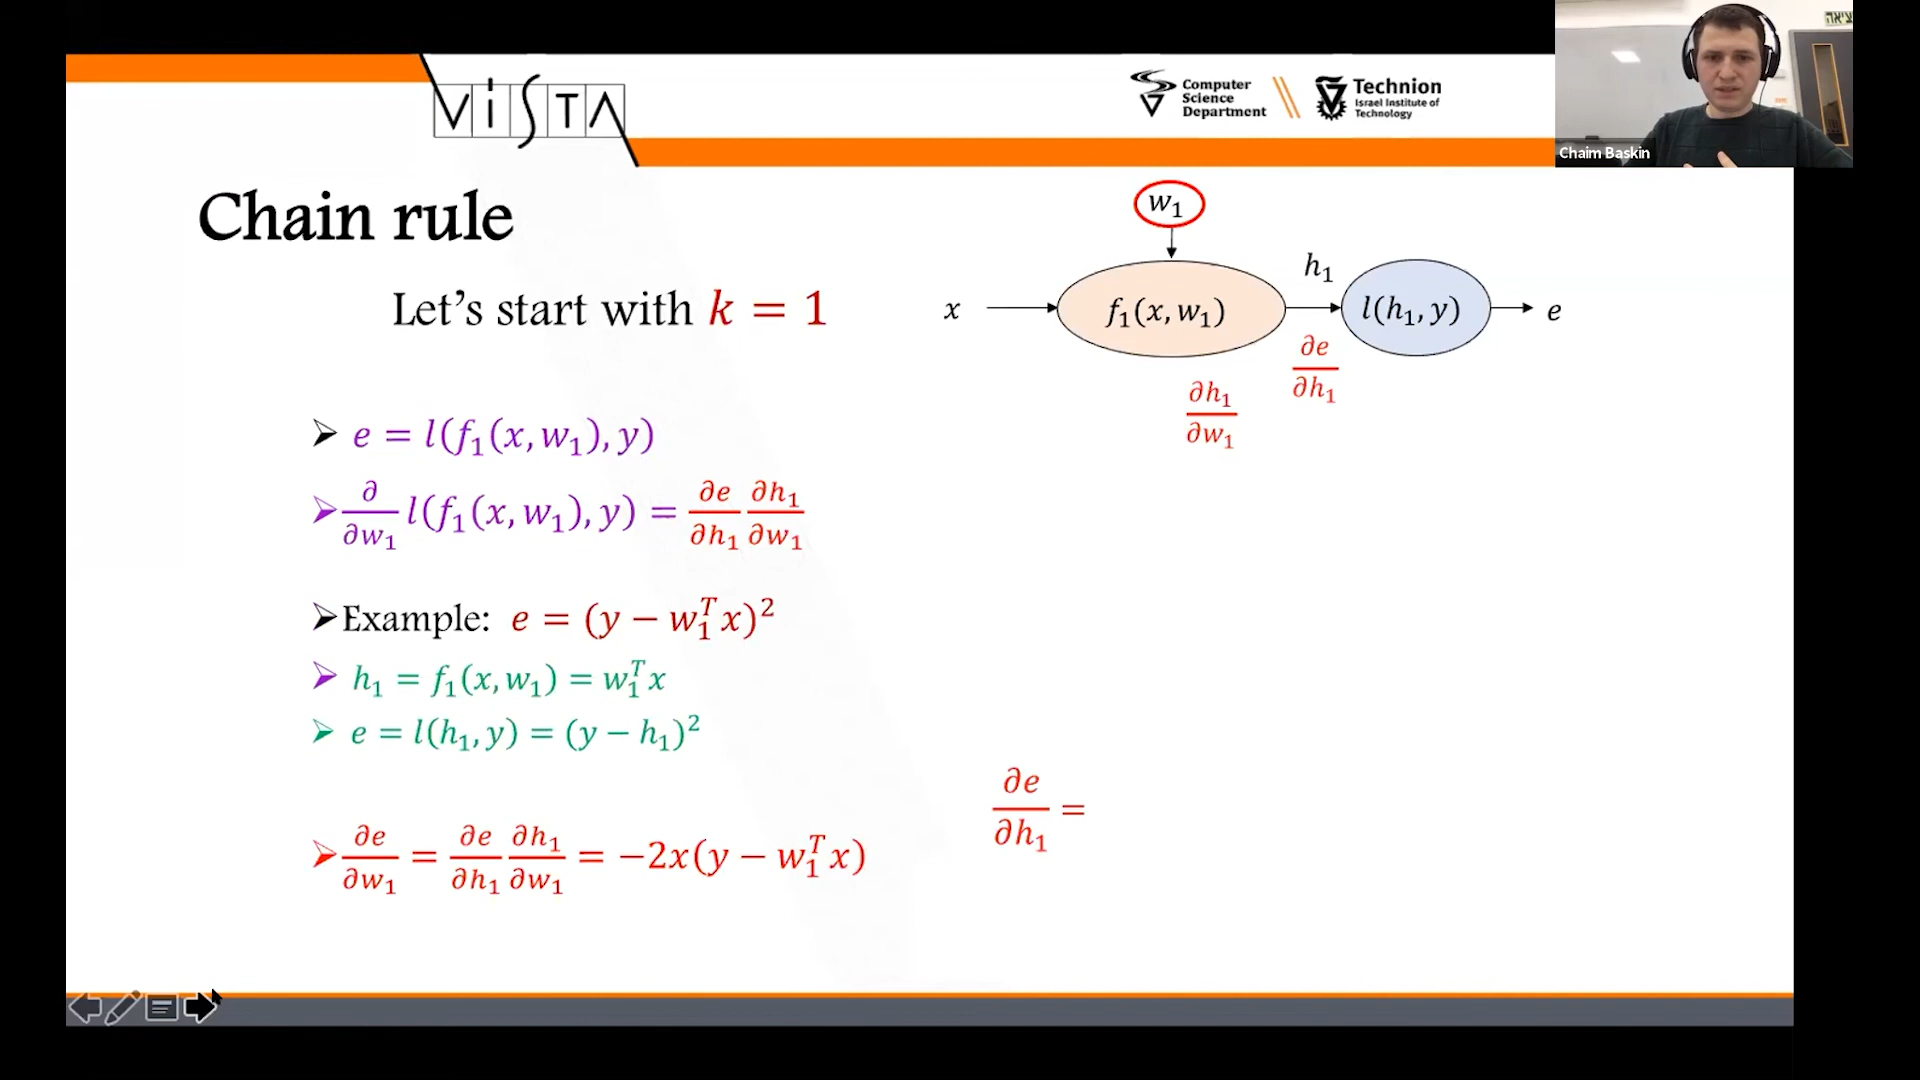 VISTA
Computer
Science
Department
Technion
Israel Institute of
Technology
יציאה
Chaim Baskin
Chain rule
Let's start with k = 1
w₁
x
f₁(x, w₁)
h₁
l(h₁, y)
e
∂e/∂h₁
∂h₁/∂w₁
➢ e = l(f₁(x, w₁), y)
➢ ∂/∂w₁ l(f₁(x, w₁), y) = ∂e/∂h₁ ∂h₁/∂w₁
➢ Example: e = (y − w₁ᵀx)²
➢ h₁ = f₁(x, w₁) = w₁ᵀx
➢ e = l(h₁, y) = (y − h₁)²
➢ ∂e/∂w₁ = ∂e/∂h₁ ∂h₁/∂w₁ = −2x(y − w₁ᵀx)
∂e/∂h₁ =